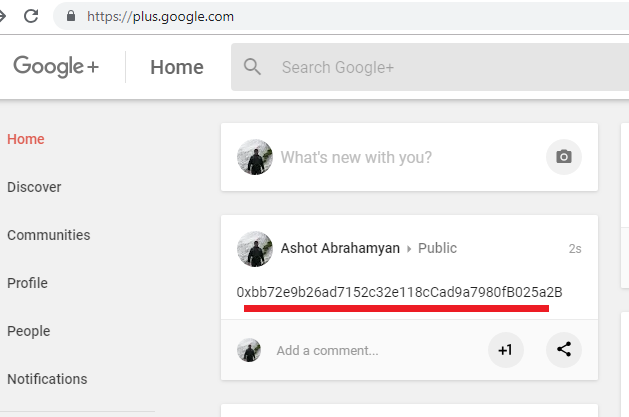 https://plus.google.com
Google+ Home Search Google+
Home
Discover
Communities
Profile
People
Notifications
What's new with you?
Ashot Abrahamyan Public 2s
0xbb72e9b26ad7152c32e118cCad9a7980fB025a2B
Add a comment... +1